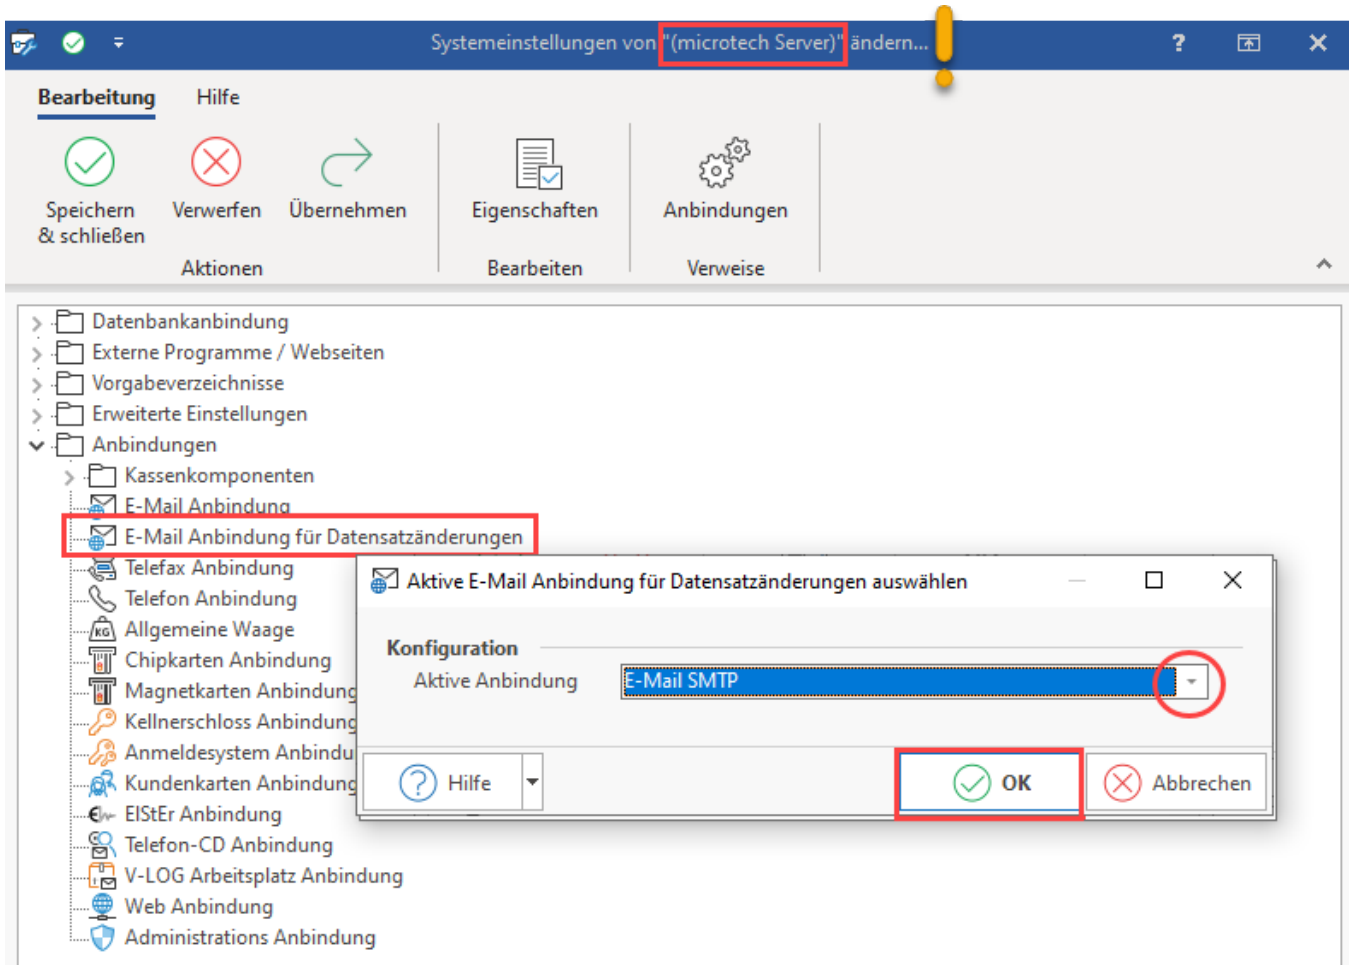 Systemeinstellungen von "(microtech Server)" ändern...
?
Bearbeitung Hilfe
Speichern & schließen
Verwerfen
Übernehmen
Eigenschaften
Anbindungen
Aktionen Bearbeiten Verweise
Datenbankanbindung
Externe Programme / Webseiten
Vorgabeverzeichnisse
Erweiterte Einstellungen
Anbindungen
Kassenkomponenten
E-Mail Anbindung
E-Mail Anbindung für Datensatzänderungen
Telefax Anbindung
Telefon Anbindung
KG Allgemeine Waage
Chipkarten Anbindung
Magnetkarten Anbindung
Kellnerschloss Anbindung
Anmeldesystem Anbindu
Kundenkarten Anbindung
ElStEr Anbindung
Telefon-CD Anbindung
V-LOG Arbeitsplatz Anbindung
Web Anbindung
Administrations Anbindung
Aktive E-Mail Anbindung für Datensatzänderungen auswählen
Konfiguration
Aktive Anbindung E-Mail SMTP
? Hilfe OK Abbrechen